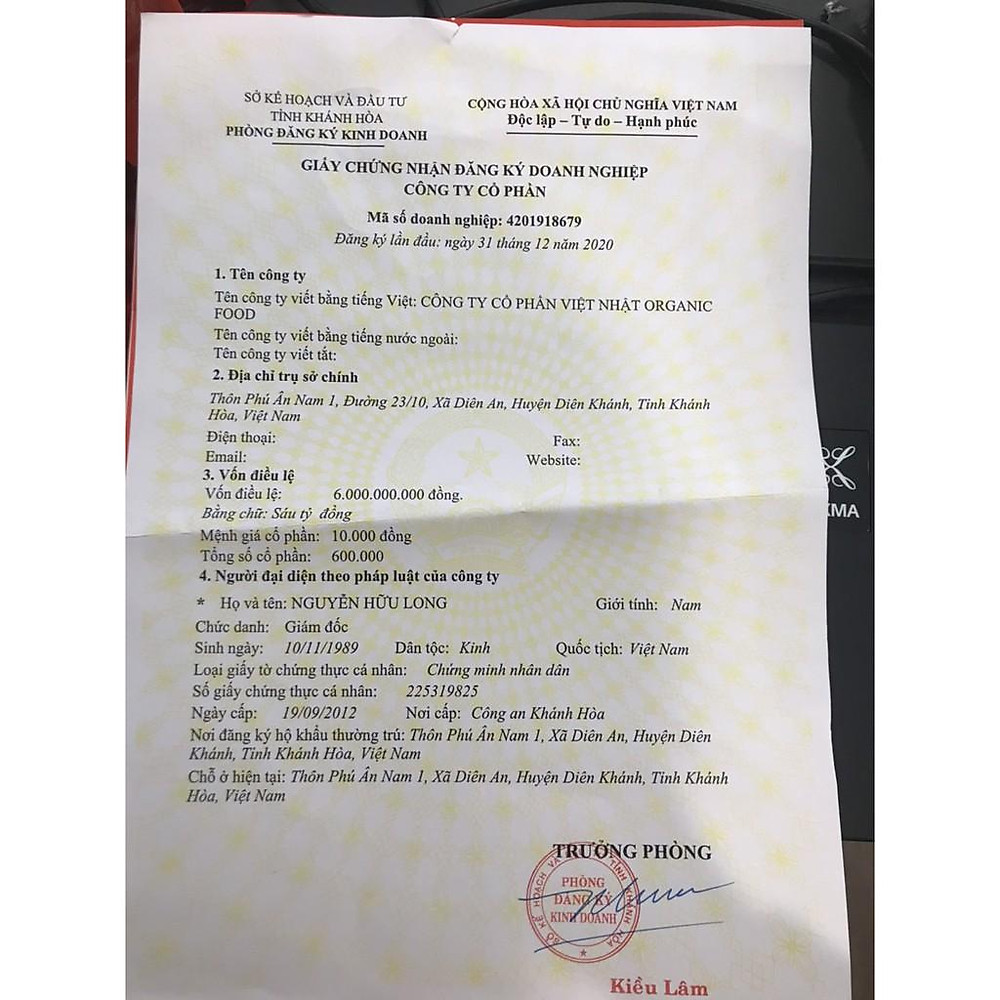 SỞ KẾ HOẠCH VÀ ĐẦU TƯ
TỈNH KHÁNH HÒA
PHÒNG ĐĂNG KÝ KINH DOANH
CỘNG HÒA XÃ HỘI CHỦ NGHĨA VIỆT NAM
Độc lập – Tự do – Hạnh phúc
GIẤY CHỨNG NHẬN ĐĂNG KÝ DOANH NGHIỆP
CÔNG TY CỔ PHẦN
Mã số doanh nghiệp: 4201918679
Đăng ký lần đầu: ngày 31 tháng 12 năm 2020
1. Tên công ty
Tên công ty viết bằng tiếng Việt: CÔNG TY CỔ PHẦN VIỆT NHẬT ORGANIC
FOOD
Tên công ty viết bằng tiếng nước ngoài:
Tên công ty viết tắt:
2. Địa chỉ trụ sở chính
Thôn Phú Ân Nam 1, Đường 23/10, Xã Diên An, Huyện Diên Khánh, Tỉnh Khánh
Hòa, Việt Nam
Điện thoại: Fax:
Email: Website:
3. Vốn điều lệ
Vốn điều lệ: 6.000.000.000 đồng.
Bằng chữ: Sáu tỷ đồng
Mệnh giá cổ phần: 10.000 đồng
Tổng số cổ phần: 600.000
4. Người đại diện theo pháp luật của công ty
* Họ và tên: NGUYỄN HỮU LONG Giới tính: Nam
Chức danh: Giám đốc
Sinh ngày: 10/11/1989 Dân tộc: Kinh Quốc tịch: Việt Nam
Loại giấy tờ chứng thực cá nhân: Chứng minh nhân dân
Số giấy chứng thực cá nhân: 225319825
Ngày cấp: 19/09/2012 Nơi cấp: Công an Khánh Hòa
Nơi đăng ký hộ khẩu thường trú: Thôn Phú Ân Nam 1, Xã Diên An, Huyện Diên
Khánh, Tỉnh Khánh Hòa, Việt Nam
Chỗ ở hiện tại: Thôn Phú Ân Nam 1, Xã Diên An, Huyện Diên Khánh, Tỉnh Khánh
Hòa, Việt Nam
TRƯỞNG PHÒNG
SỞ KẾ HOẠCH VÀ TỈNH KHÁNH HÒA
PHÒNG
ĐĂNG KÝ
KINH DOANH
Kiều Lâm
XMA